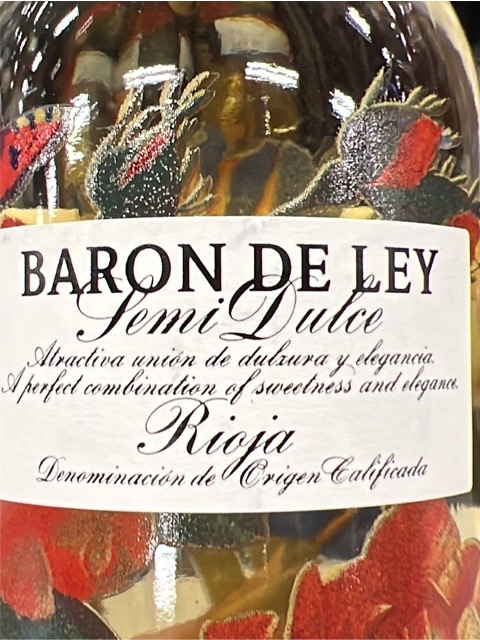 BARON DE LEY
Semi Dulce
Atractiva unión de dulzura y elegancia.
A perfect combination of sweetness and elegance.
Rioja
Denominación de Origen Calificada